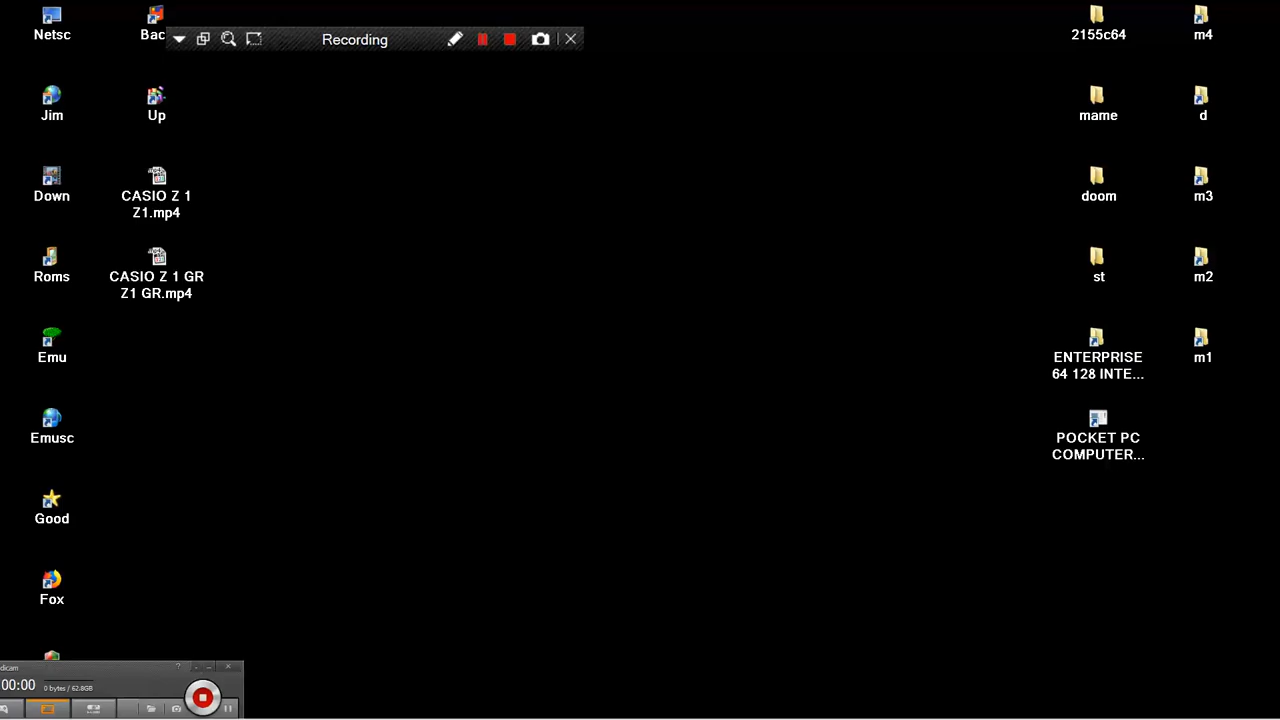 Netsc
Bac
Recording
2155c64
m4
Jim
Up
mame
d
Down
CASIO Z 1
Z1.mp4
doom
m3
Roms
CASIO Z 1 GR
Z1 GR.mp4
st
m2
Emu
ENTERPRISE
64 128 INTE...
m1
Emusc
POCKET PC
COMPUTER...
Good
Fox
dicam
00:00
0 bytes / 62.8GB